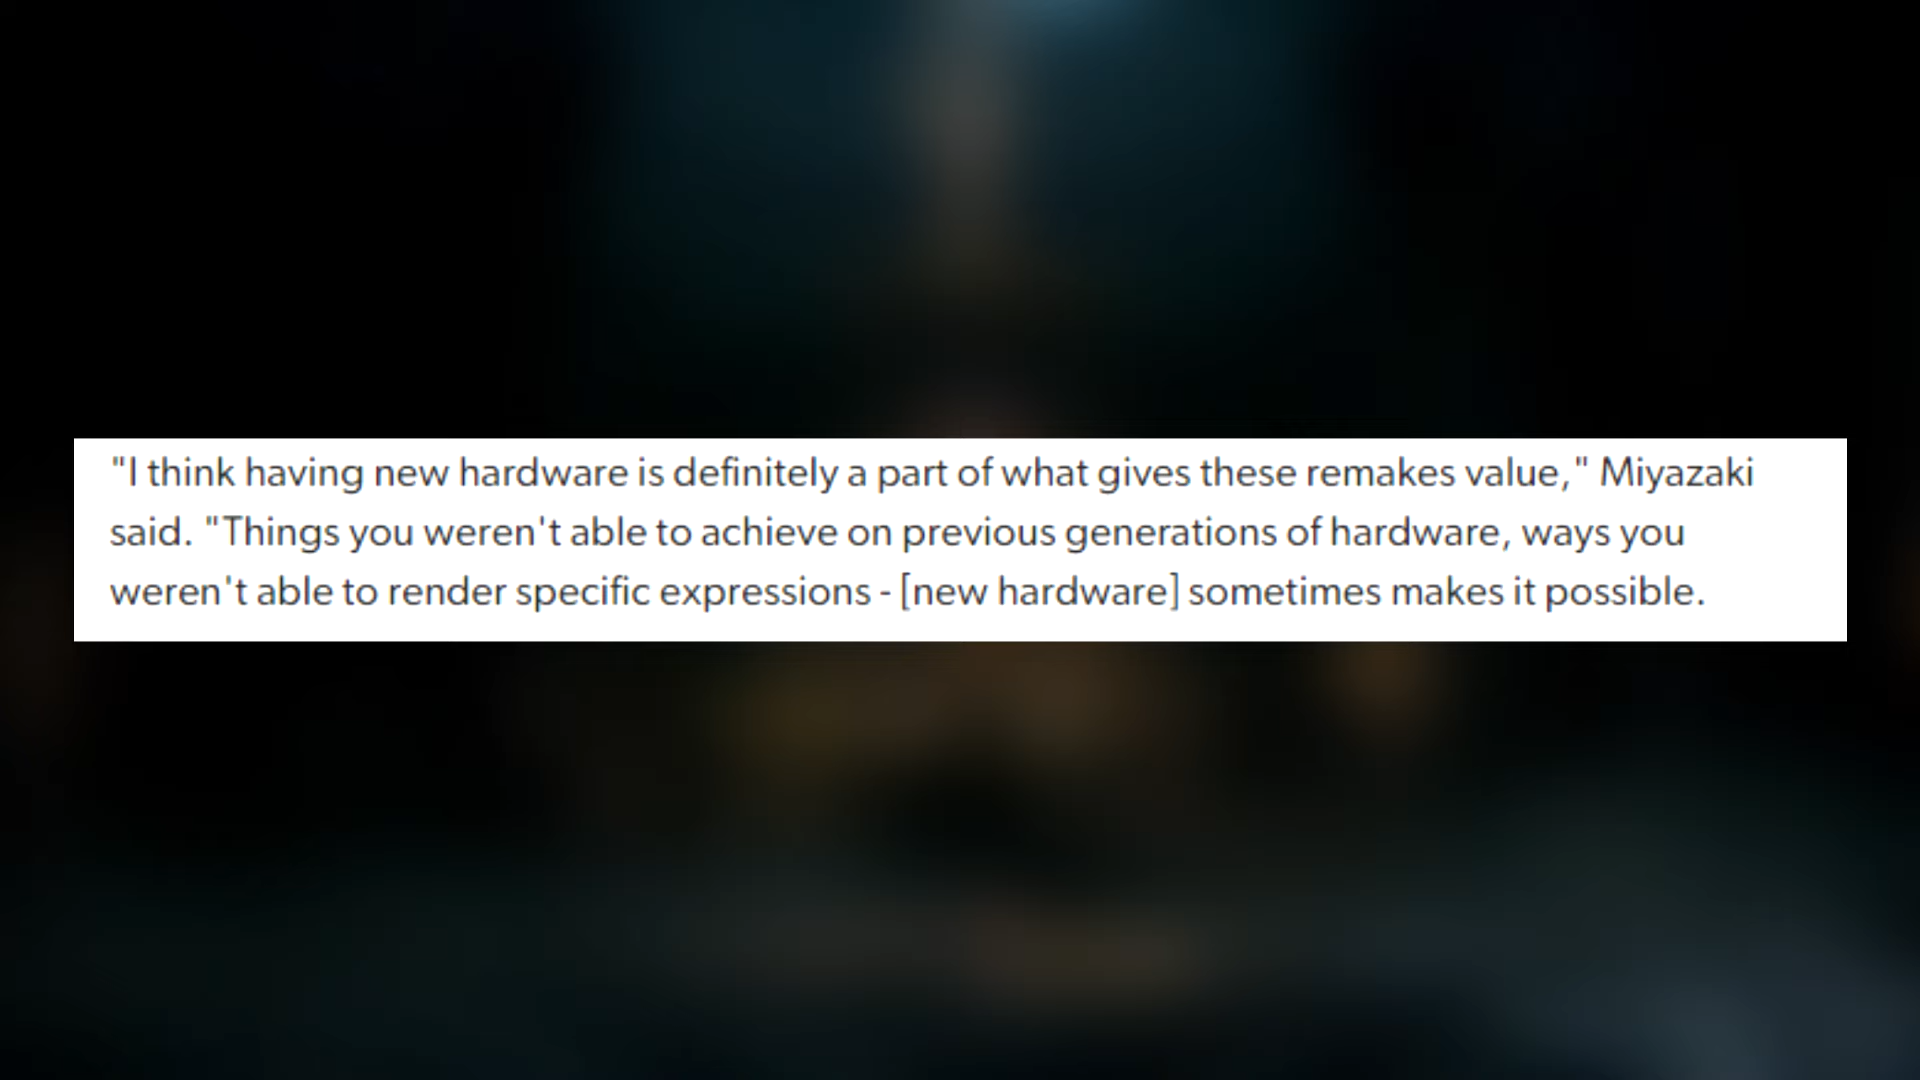 "I think having new hardware is definitely a part of what gives these remakes value," Miyazaki
said. "Things you weren't able to achieve on previous generations of hardware, ways you
weren't able to render specific expressions - [new hardware] sometimes makes it possible.